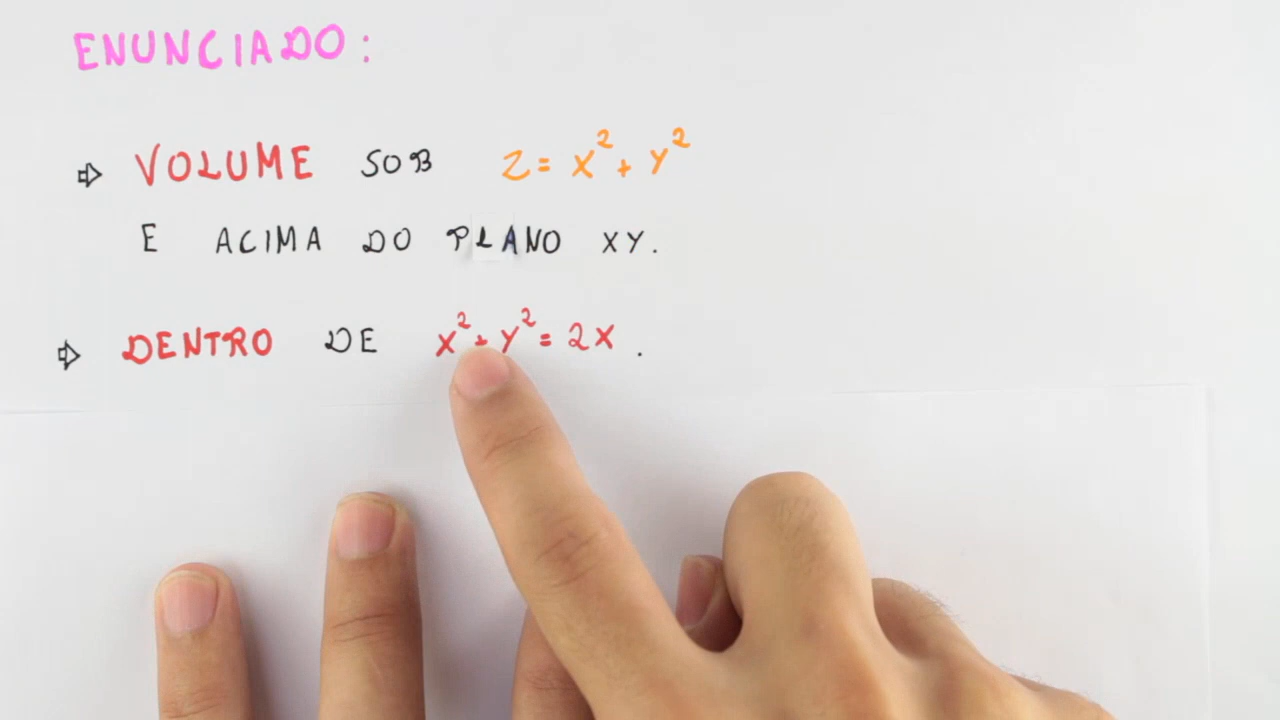 ENUNCIADO:
⇨ VOLUME SOB Z = X² + Y²
E ACIMA DO PLANO XY.
⇨ DENTRO DE X² + Y² = 2X.